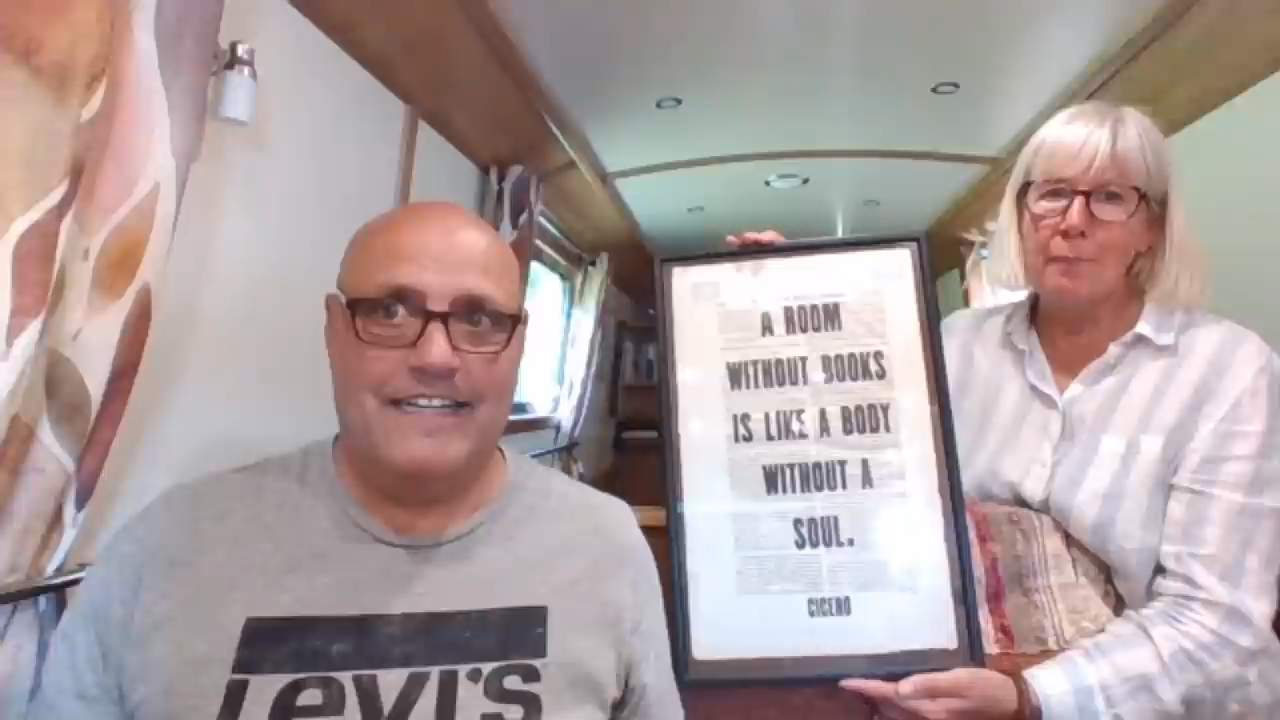 A ROOM
WITHOUT BOOKS
IS LIKE A BODY
WITHOUT A
SOUL.
CICERO
Levi's